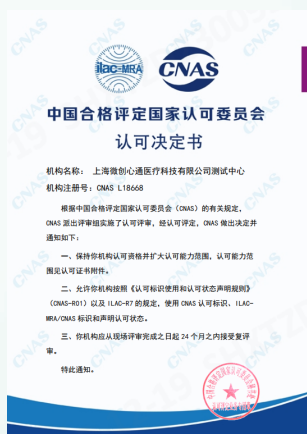 ilac-MRA
CNAS
中国合格评定国家认可委员会
认可决定书
机构名称： 上海微创心通医疗科技有限公司测试中心
机构注册号：CNAS L18668
根据中国合格评定国家认可委员会（CNAS）的有关规定，
CNAS 派出评审组实施了认可评审，经认可评定，CNAS 做出决定并
通知如下：
一、保持你机构认可资格并扩大认可能力范围，认可能力范
围见认可证书附件。
二、允许你机构按照《认可标识使用和认可状态声明规则》
（CNAS-R01）以及 ILAC-R7 的规定，使用 CNAS 认可标识、ILAC-
MRA/CNAS 标识和声明认可状态。
三、你机构应从现场评审完成之日起 24 个月之内接受复评
审。
特此通知。